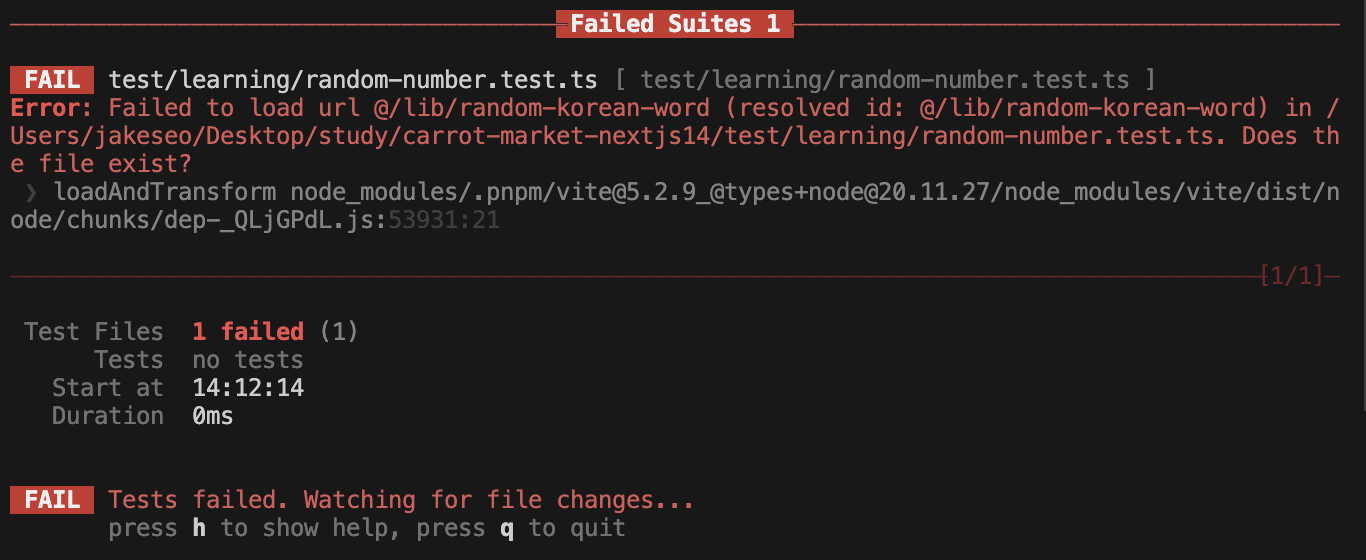 Failed Suites 1
FAIL test/learning/random-number.test.ts [ test/learning/random-number.test.ts ]
Error: Failed to load url @/lib/random-korean-word (resolved id: @/lib/random-korean-word) in /
Users/jakeseo/Desktop/study/carrot-market-nextjs14/test/learning/random-number.test.ts. Does th
e file exist?
❯ loadAndTransform node_modules/.pnpm/vite@5.2.9_@types+node@20.11.27/node_modules/vite/dist/n
ode/chunks/dep-_QLjGPdL.js:53931:21
[1/1]
Test Files 1 failed (1)
Tests no tests
Start at 14:12:14
Duration 0ms
FAIL Tests failed. Watching for file changes...
press h to show help, press q to quit